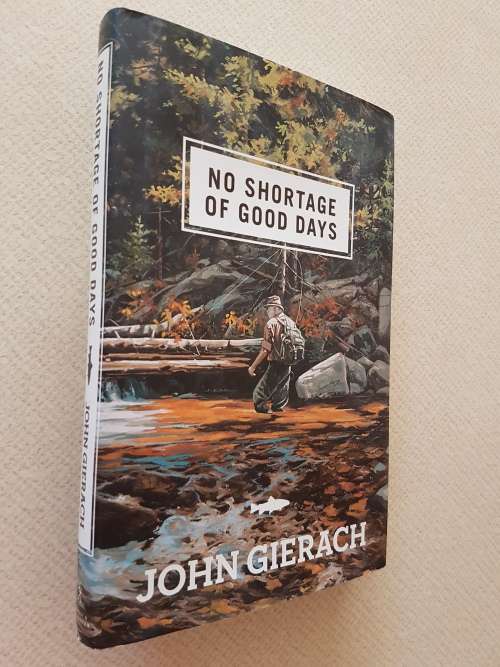 NO SHORTAGE
OF GOOD DAYS
JOHN GIERACH
NO SHORTAGE OF GOOD DAYS
JOHN GIERACH